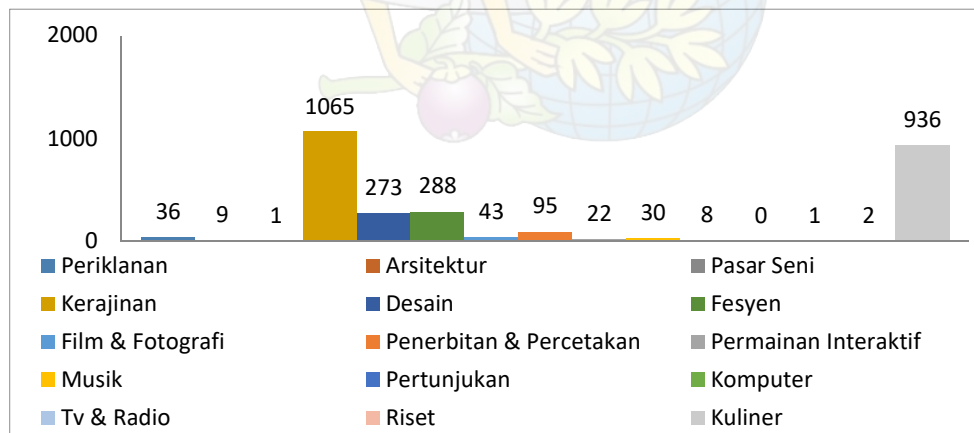 2000
1065
1000
936
273
288
36
9
1
43
95
22
30
8
0
1
2
0
Periklanan
Arsitektur
Pasar Seni
Kerajinan
Desain
Fesyen
Film & Fotografi
Penerbitan & Percetakan
Permainan Interaktif
Musik
Pertunjukan
Komputer
Tv & Radio
Riset
Kuliner